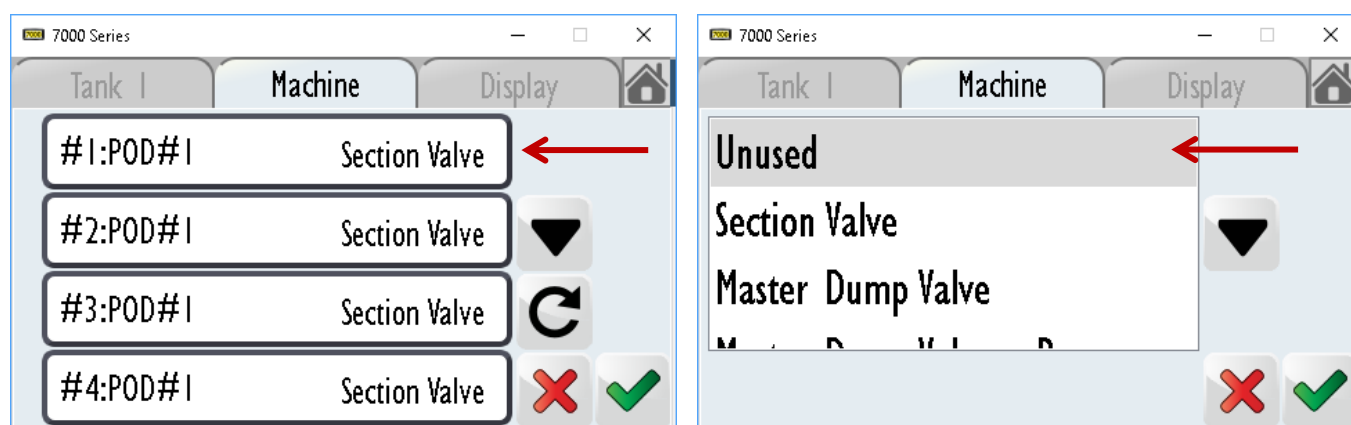 7000 Series
Tank 1 Machine Display
#1:POD#1 Section Valve
#2:POD#1 Section Valve
#3:POD#1 Section Valve
#4:POD#1 Section Valve
7000 Series
Tank 1 Machine Display
Unused
Section Valve
Master Dump Valve